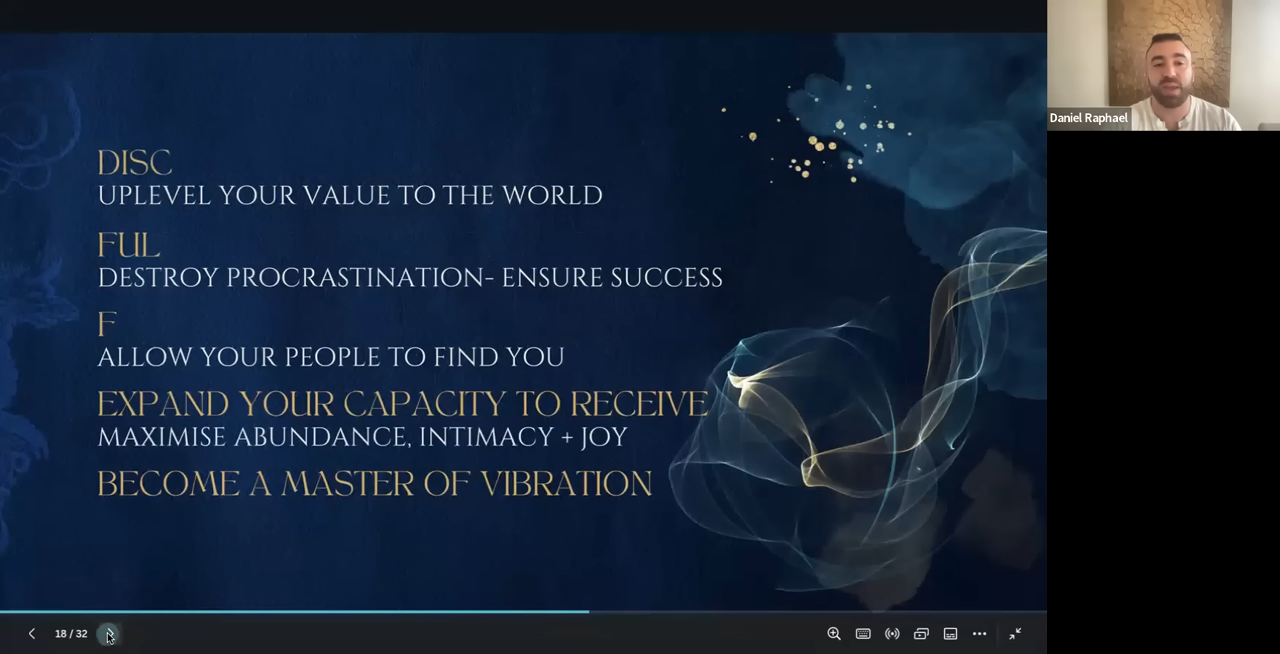 Daniel Raphael
DISC
UPLEVEL YOUR VALUE TO THE WORLD
FUL
DESTROY PROCRASTINATION- ENSURE SUCCESS
F
ALLOW YOUR PEOPLE TO FIND YOU
EXPAND YOUR CAPACITY TO RECEIVE
MAXIMISE ABUNDANCE, INTIMACY + JOY
BECOME A MASTER OF VIBRATION
18 / 32